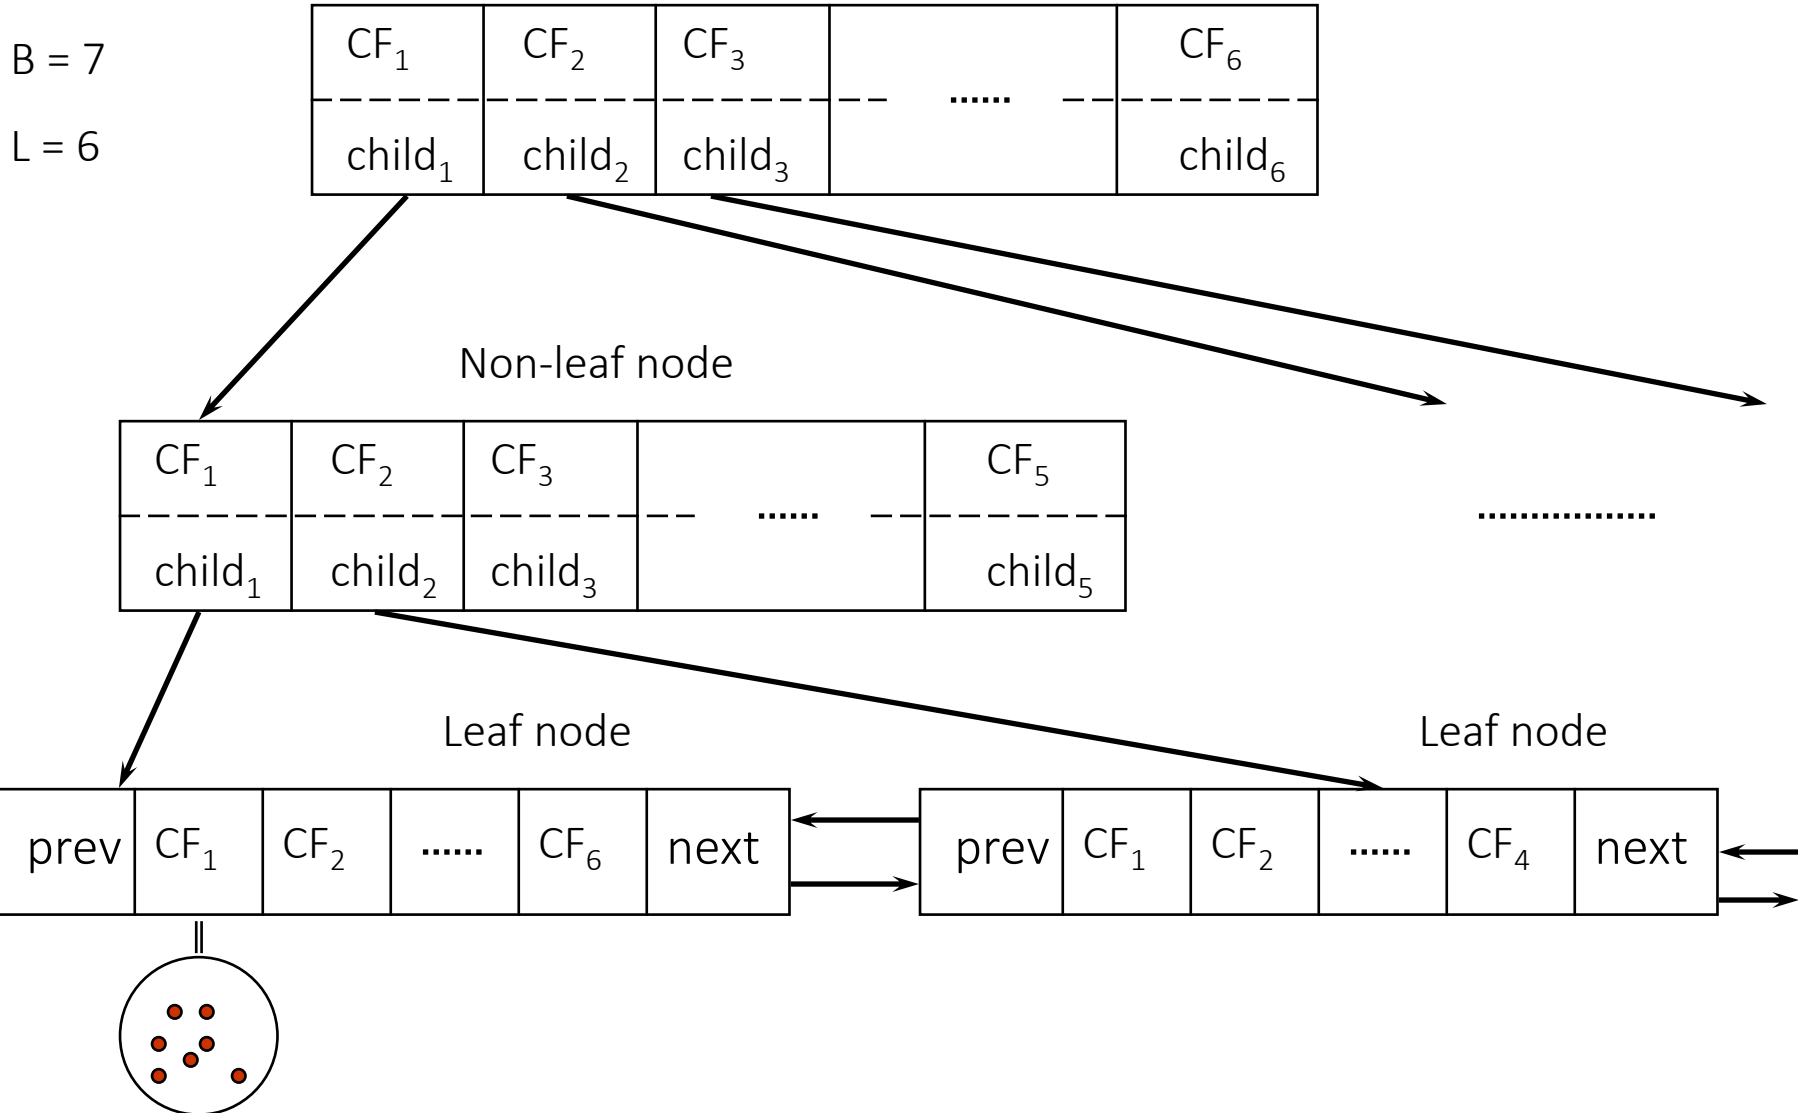 B = 7
L = 6
CF₁ CF₂ CF₃ ...... CF₆
child₁ child₂ child₃ child₆
Non-leaf node
CF₁ CF₂ CF₃ ...... CF₅
child₁ child₂ child₃ child₅
.................
Leaf node
Leaf node
prev CF₁ CF₂ ...... CF₆ next
prev CF₁ CF₂ ...... CF₄ next